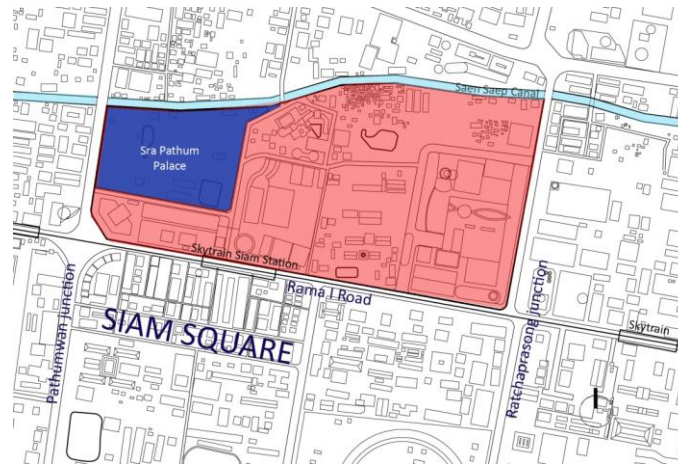 Saen Saep Canal
Sra Pathum
Palace
Skytrain Siam Station
Rama I Road
SIAM SQUARE
Pathumwan junction
Ratchaprasong junction
Skytrain